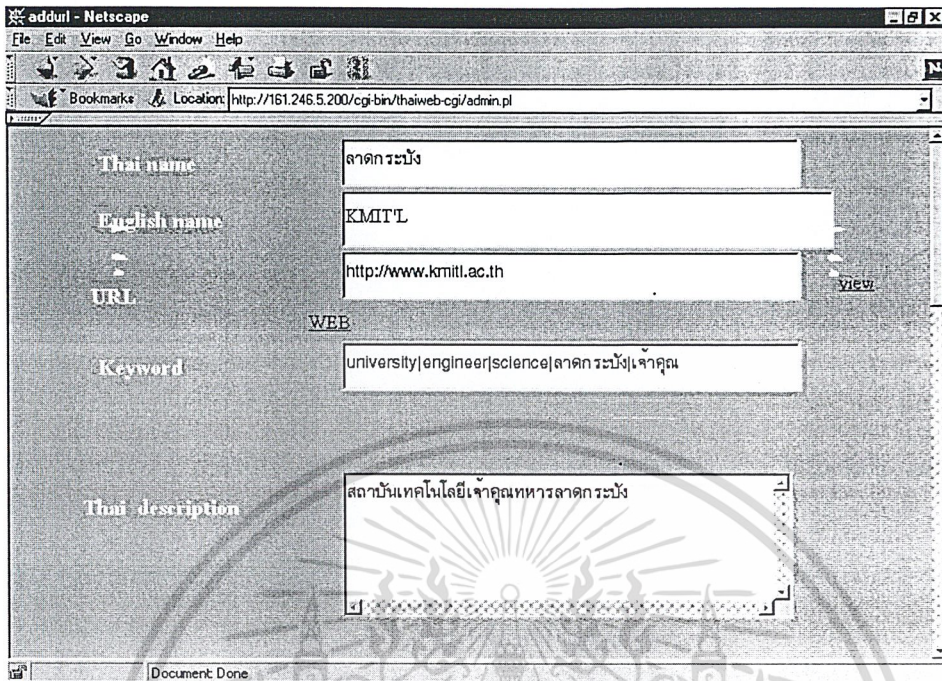 addurl - Netscape
File Edit View Go Window Help
Bookmarks Location: http://161.246.5.200/cgi-bin/thaiweb-cgi/admin.pl
Thai name ลาดกระบัง
English name KMIT'L
URL http://www.kmitl.ac.th view
WEB
Keyword university|engineer|science|ลาดกระบัง|เจ้าคุณ
Thai description สถาบันเทคโนโลยีเจ้าคุณทหารลาดกระบัง
Document: Done